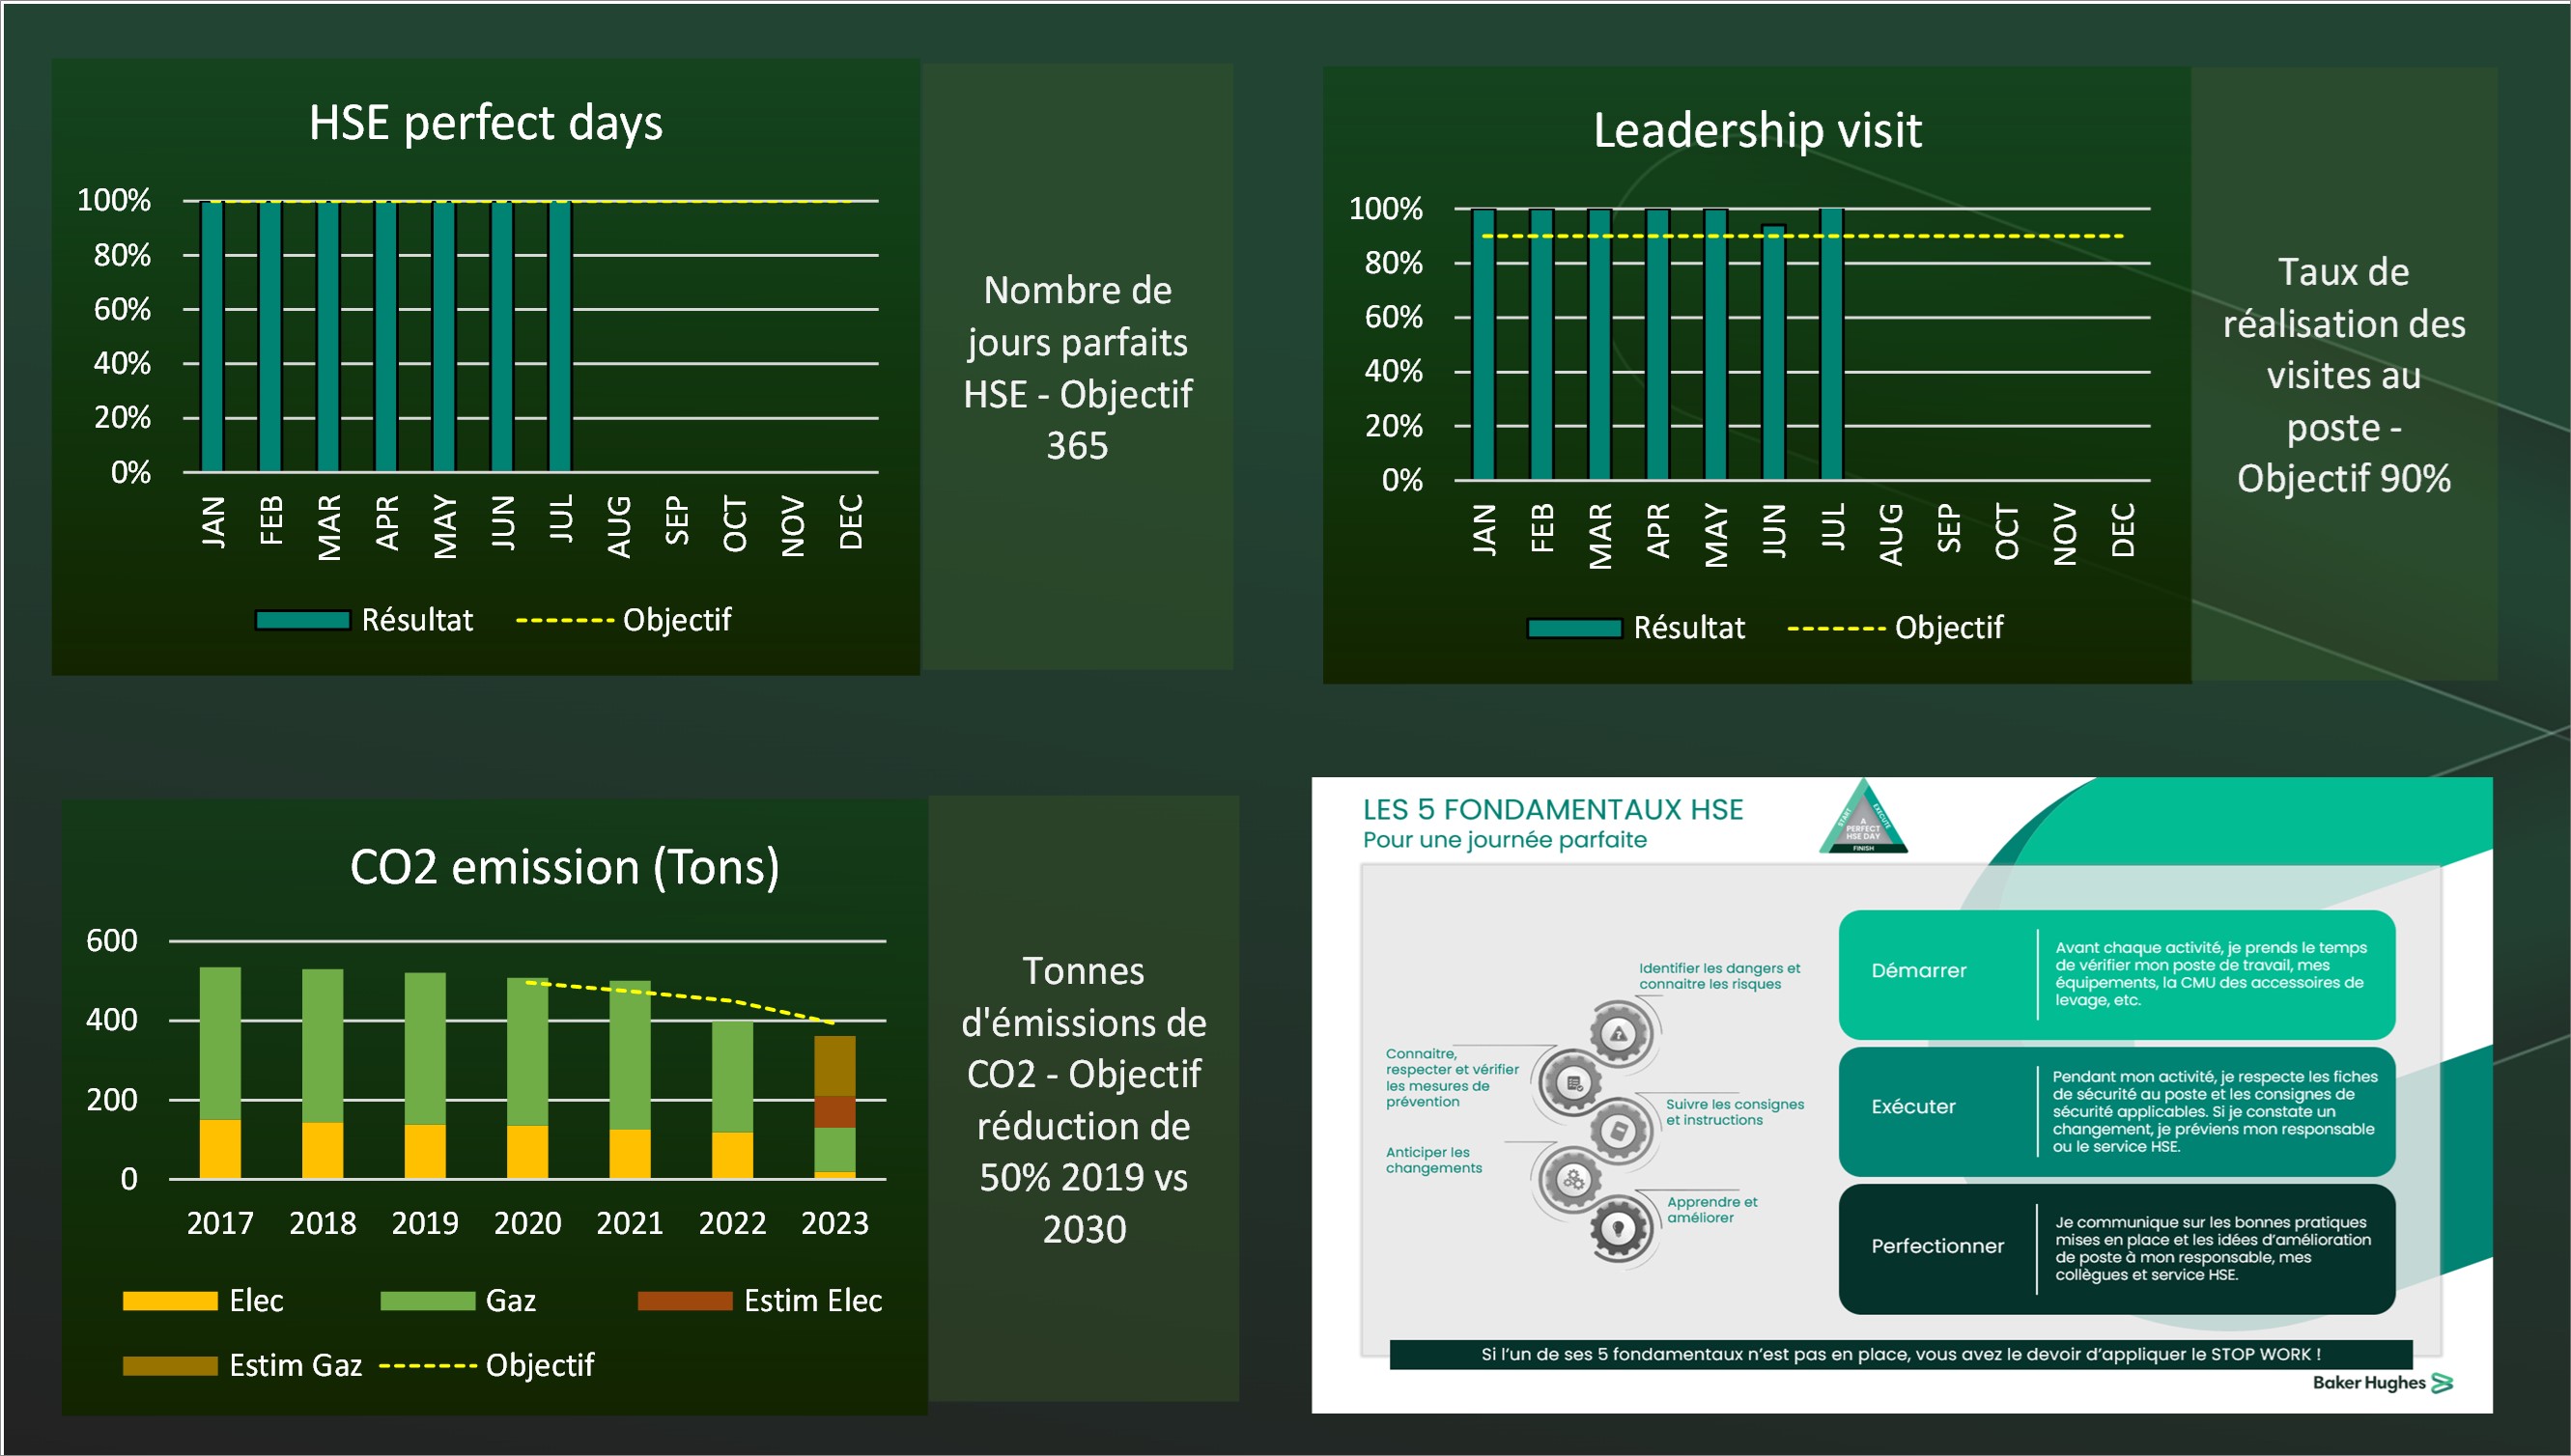 HSE perfect days
100%
80%
60%
40%
20%
0%
JAN
FEB
MAR
APR
MAY
JUN
JUL
AUG
SEP
OCT
NOV
DEC
Résultat
Objectif
Nombre de
jours parfaits
HSE - Objectif
365
Leadership visit
100%
80%
60%
40%
20%
0%
JAN
FEB
MAR
APR
MAY
JUN
JUL
AUG
SEP
OCT
NOV
DEC
Résultat
Objectif
Taux de
réalisation des
visites au
poste -
Objectif 90%
CO2 emission (Tons)
600
400
200
0
2017
2018
2019
2020
2021
2022
2023
Elec
Gaz
Estim Elec
Estim Gaz
Objectif
Tonnes
d'émissions de
CO2 - Objectif
réduction de
50% 2019 vs
2030
LES 5 FONDAMENTAUX HSE
Pour une journée parfaite
START
EXECUTE
A
PERFECT
HSE DAY
FINISH
Identifier les dangers et
connaitre les risques
Connaitre,
respecter et vérifier
les mesures de
prévention
Suivre les consignes
et instructions
Anticiper les
changements
Apprendre et
améliorer
Démarrer
Avant chaque activité, je prends le temps
de vérifier mon poste de travail, mes
équipements, la CMU des accessoires de
levage, etc.
Exécuter
Pendant mon activité, je respecte les fiches
de sécurité au poste et les consignes de
sécurité applicables. Si je constate un
changement, je préviens mon responsable
ou le service HSE.
Perfectionner
Je communique sur les bonnes pratiques
mises en place et les idées d’amélioration
de poste à mon responsable, mes
collègues et service HSE.
Si l’un de ses 5 fondamentaux n’est pas en place, vous avez le devoir d’appliquer le STOP WORK !
Baker Hughes